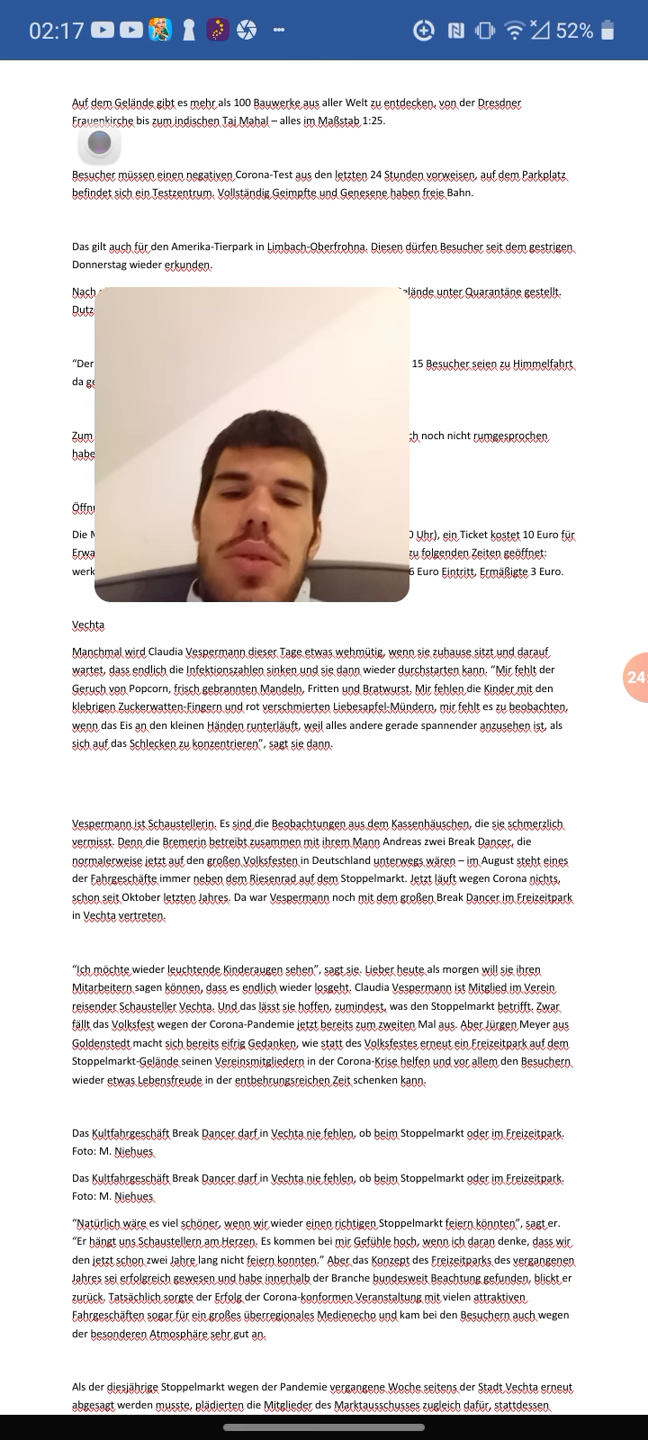 02:17
52%
Auf dem Gelände gibt es mehr als 100 Bauwerke aus aller Welt zu entdecken, von der Dresdner
Frauenkirche bis zum indischen Taj Mahal – alles im Maßstab 1:25.
Besucher müssen einen negativen Corona-Test aus den letzten 24 Stunden vorweisen, auf dem Parkplatz
befindet sich ein Testzentrum. Vollständig Geimpfte und Genesene haben freie Bahn.
Das gilt auch für den Amerika-Tierpark in Limbach-Oberfrohna. Diesen dürfen Besucher seit dem gestrigen
Donnerstag wieder erkunden.
Nach unter Quarantäne gestellt.
“Der 15 Besucher seien zu Himmelfahrt
da
Zum noch nicht rumgesprochen
Die Uhr), ein Ticket kostet 10 Euro für
zu folgenden Zeiten geöffnet:
6 Euro Eintritt, Ermäßigte 3 Euro.
Vechta
24
Manchmal wird Claudia Vespermann dieser Tage etwas wehmütig, wenn sie zuhause sitzt und darauf
wartet, dass endlich die Infektionszahlen sinken und sie dann wieder durchstarten kann. “Mir fehlt der
Geruch von Popcorn, frisch gebrannten Mandeln, Fritten und Bratwurst. Mir fehlen die Kinder mit den
klebrigen Zuckerwatten-Fingern und rot verschmierten Liebesapfel-Mündern, mir fehlt es zu beobachten,
wenn das Eis an den kleinen Händen runterläuft, weil alles andere gerade spannender anzusehen ist, als
sich auf das Schlecken zu konzentrieren”, sagt sie dann.
Vespermann ist Schaustellerin. Es sind die Beobachtungen aus dem Kassenhäuschen, die sie schmerzlich
vermisst. Denn die Bremerin betreibt zusammen mit ihrem Mann Andreas zwei Break Dancer, die
normalerweise jetzt auf den großen Volksfesten in Deutschland unterwegs wären – im August steht eines
der Fahrgeschäfte immer neben dem Riesenrad auf dem Stoppelmarkt. Jetzt läuft wegen Corona nichts,
schon seit Oktober letzten Jahres. Da war Vespermann noch mit dem großen Break Dancer im Freizeitpark
in Vechta vertreten.
“Ich möchte wieder leuchtende Kinderaugen sehen”, sagt sie. Lieber heute als morgen will sie ihren
Mitarbeitern sagen können, dass es endlich wieder losgeht. Claudia Vespermann ist Mitglied im Verein
reisender Schausteller Vechta. Und das lässt sie hoffen, zumindest, was den Stoppelmarkt betrifft. Zwar
fällt das Volksfest wegen der Corona-Pandemie jetzt bereits zum zweiten Mal aus. Aber Jürgen Meyer aus
Goldenstedt macht sich bereits eifrig Gedanken, wie statt des Volksfestes erneut ein Freizeitpark auf dem
Stoppelmarkt-Gelände seinen Vereinsmitgliedern in der Corona-Krise helfen und vor allem den Besuchern
wieder etwas Lebensfreude in der entbehrungsreichen Zeit schenken kann.
Das Kultfahrgeschäft Break Dancer darf in Vechta nie fehlen, ob beim Stoppelmarkt oder im Freizeitpark.
Foto: M. Niehues
Das Kultfahrgeschäft Break Dancer darf in Vechta nie fehlen, ob beim Stoppelmarkt oder im Freizeitpark.
Foto: M. Niehues
“Natürlich wäre es viel schöner, wenn wir wieder einen richtigen Stoppelmarkt feiern könnten”, sagt er.
“Er hängt uns Schaustellern am Herzen. Es kommen bei mir Gefühle hoch, wenn ich daran denke, dass wir
den jetzt schon zwei Jahre lang nicht feiern konnten.” Aber das Konzept des Freizeitparks des vergangenen
Jahres sei erfolgreich gewesen und habe innerhalb der Branche bundesweit Beachtung gefunden, blickt er
zurück. Tatsächlich sorgte der Erfolg der Corona-konformen Veranstaltung mit vielen attraktiven
Fahrgeschäften sogar für ein großes überregionales Medienecho und kam bei den Besuchern auch wegen
der besonderen Atmosphäre sehr gut an.
Als der diesjährige Stoppelmarkt wegen der Pandemie vergangene Woche seitens der Stadt Vechta erneut
abgesagt werden musste, plädierten die Mitglieder des Marktausschusses zugleich dafür, stattdessen